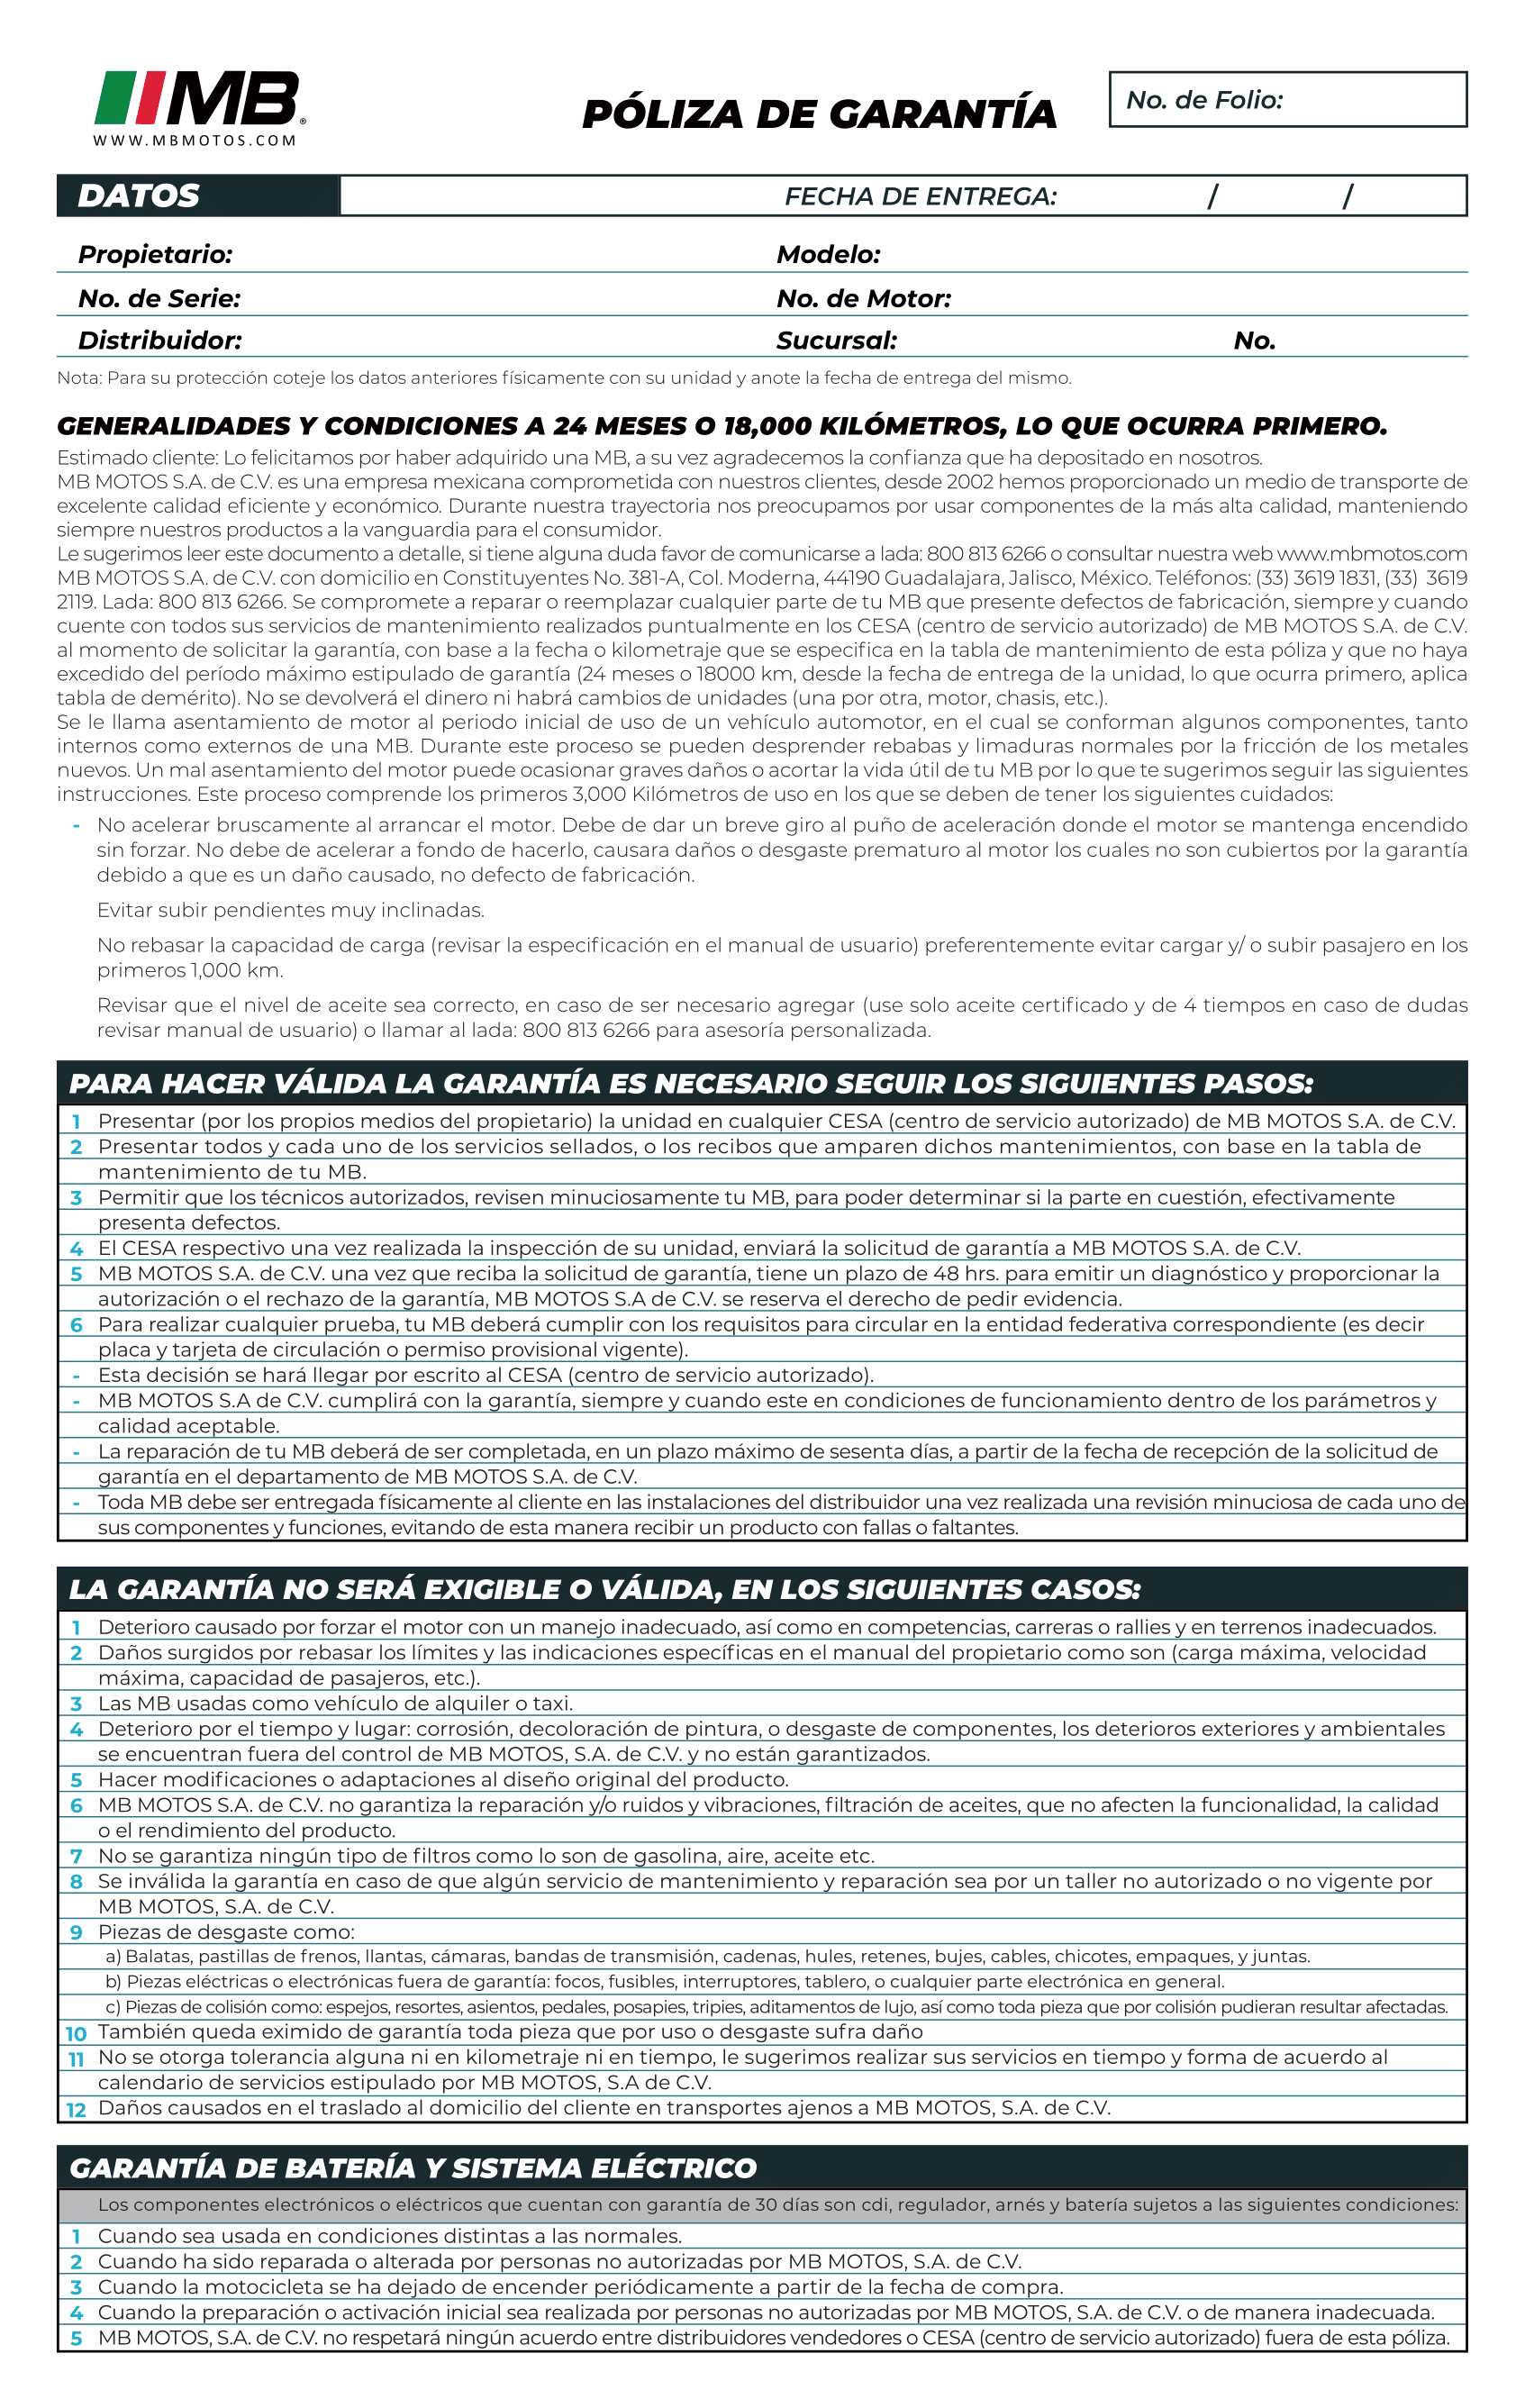 MB®
WWW.MBMOTOS.COM
PÓLIZA DE GARANTÍA
No. de Folio:
DATOS
FECHA DE ENTREGA: / /
Propietario: Modelo:
No. de Serie: No. de Motor:
Distribuidor: Sucursal: No.
Nota: Para su protección coteje los datos anteriores físicamente con su unidad y anote la fecha de entrega del mismo.
GENERALIDADES Y CONDICIONES A 24 MESES O 18,000 KILÓMETROS, LO QUE OCURRA PRIMERO.
Estimado cliente: Lo felicitamos por haber adquirido una MB, a su vez agradecemos la confianza que ha depositado en nosotros.
MB MOTOS S.A. de C.V. es una empresa mexicana comprometida con nuestros clientes, desde 2002 hemos proporcionado un medio de transporte de
excelente calidad eficiente y económico. Durante nuestra trayectoria nos preocupamos por usar componentes de la más alta calidad, manteniendo
siempre nuestros productos a la vanguardia para el consumidor.
Le sugerimos leer este documento a detalle, si tiene alguna duda favor de comunicarse a lada: 800 813 6266 o consultar nuestra web www.mbmotos.com
MB MOTOS S.A. de C.V. con domicilio en Constituyentes No. 381-A, Col. Moderna, 44190 Guadalajara, Jalisco, México. Teléfonos: (33) 3619 1831, (33) 3619
2119. Lada: 800 813 6266. Se compromete a reparar o reemplazar cualquier parte de tu MB que presente defectos de fabricación, siempre y cuando
cuente con todos sus servicios de mantenimiento realizados puntualmente en los CESA (centro de servicio autorizado) de MB MOTOS S.A. de C.V.
al momento de solicitar la garantía, con base a la fecha o kilometraje que se especifica en la tabla de mantenimiento de esta póliza y que no haya
excedido del período máximo estipulado de garantía (24 meses o 18000 km, desde la fecha de entrega de la unidad, lo que ocurra primero, aplica
tabla de demérito). No se devolverá el dinero ni habrá cambios de unidades (una por otra, motor, chasis, etc.).
Se le llama asentamiento de motor al periodo inicial de uso de un vehículo automotor, en el cual se conforman algunos componentes, tanto
internos como externos de una MB. Durante este proceso se pueden desprender rebabas y limaduras normales por la fricción de los metales
nuevos. Un mal asentamiento del motor puede ocasionar graves daños o acortar la vida útil de tu MB por lo que te sugerimos seguir las siguientes
instrucciones. Este proceso comprende los primeros 3,000 Kilómetros de uso en los que se deben de tener los siguientes cuidados:
- No acelerar bruscamente al arrancar el motor. Debe de dar un breve giro al puño de aceleración donde el motor se mantenga encendido
sin forzar. No debe de acelerar a fondo de hacerlo, causara daños o desgaste prematuro al motor los cuales no son cubiertos por la garantía
debido a que es un daño causado, no defecto de fabricación.
Evitar subir pendientes muy inclinadas.
No rebasar la capacidad de carga (revisar la especificación en el manual de usuario) preferentemente evitar cargar y/ o subir pasajero en los
primeros 1,000 km.
Revisar que el nivel de aceite sea correcto, en caso de ser necesario agregar (use solo aceite certificado y de 4 tiempos en caso de dudas
revisar manual de usuario) o llamar al lada: 800 813 6266 para asesoría personalizada.
PARA HACER VÁLIDA LA GARANTÍA ES NECESARIO SEGUIR LOS SIGUIENTES PASOS:
1 Presentar (por los propios medios del propietario) la unidad en cualquier CESA (centro de servicio autorizado) de MB MOTOS S.A. de C.V.
2 Presentar todos y cada uno de los servicios sellados, o los recibos que amparen dichos mantenimientos, con base en la tabla de
mantenimiento de tu MB.
3 Permitir que los técnicos autorizados, revisen minuciosamente tu MB, para poder determinar si la parte en cuestión, efectivamente
presenta defectos.
4 El CESA respectivo una vez realizada la inspección de su unidad, enviará la solicitud de garantía a MB MOTOS S.A. de C.V.
5 MB MOTOS S.A. de C.V. una vez que reciba la solicitud de garantía, tiene un plazo de 48 hrs. para emitir un diagnóstico y proporcionar la
autorización o el rechazo de la garantía, MB MOTOS S.A de C.V. se reserva el derecho de pedir evidencia.
6 Para realizar cualquier prueba, tu MB deberá cumplir con los requisitos para circular en la entidad federativa correspondiente (es decir
placa y tarjeta de circulación o permiso provisional vigente).
- Esta decisión se hará llegar por escrito al CESA (centro de servicio autorizado).
- MB MOTOS S.A de C.V. cumplirá con la garantía, siempre y cuando este en condiciones de funcionamiento dentro de los parámetros y
calidad aceptable.
- La reparación de tu MB deberá de ser completada, en un plazo máximo de sesenta días, a partir de la fecha de recepción de la solicitud de
garantía en el departamento de MB MOTOS S.A. de C.V.
- Toda MB debe ser entregada físicamente al cliente en las instalaciones del distribuidor una vez realizada una revisión minuciosa de cada uno de
sus componentes y funciones, evitando de esta manera recibir un producto con fallas o faltantes.
LA GARANTÍA NO SERÁ EXIGIBLE O VÁLIDA, EN LOS SIGUIENTES CASOS:
1 Deterioro causado por forzar el motor con un manejo inadecuado, así como en competencias, carreras o rallies y en terrenos inadecuados.
2 Daños surgidos por rebasar los límites y las indicaciones específicas en el manual del propietario como son (carga máxima, velocidad
máxima, capacidad de pasajeros, etc.).
3 Las MB usadas como vehículo de alquiler o taxi.
4 Deterioro por el tiempo y lugar: corrosión, decoloración de pintura, o desgaste de componentes, los deterioros exteriores y ambientales
se encuentran fuera del control de MB MOTOS, S.A. de C.V. y no están garantizados.
5 Hacer modificaciones o adaptaciones al diseño original del producto.
6 MB MOTOS S.A. de C.V. no garantiza la reparación y/o ruidos y vibraciones, filtración de aceites, que no afecten la funcionalidad, la calidad
o el rendimiento del producto.
7 No se garantiza ningún tipo de filtros como lo son de gasolina, aire, aceite etc.
8 Se inválida la garantía en caso de que algún servicio de mantenimiento y reparación sea por un taller no autorizado o no vigente por
MB MOTOS, S.A. de C.V.
9 Piezas de desgaste como:
a) Balatas, pastillas de frenos, llantas, cámaras, bandas de transmisión, cadenas, hules, retenes, bujes, cables, chicotes, empaques, y juntas.
b) Piezas eléctricas o electrónicas fuera de garantía: focos, fusibles, interruptores, tablero, o cualquier parte electrónica en general.
c) Piezas de colisión como: espejos, resortes, asientos, pedales, posapies, tripies, aditamentos de lujo, así como toda pieza que por colisión pudieran resultar afectadas.
10 También queda eximido de garantía toda pieza que por uso o desgaste sufra daño
11 No se otorga tolerancia alguna ni en kilometraje ni en tiempo, le sugerimos realizar sus servicios en tiempo y forma de acuerdo al
calendario de servicios estipulado por MB MOTOS, S.A de C.V.
12 Daños causados en el traslado al domicilio del cliente en transportes ajenos a MB MOTOS, S.A. de C.V.
GARANTÍA DE BATERÍA Y SISTEMA ELÉCTRICO
Los componentes electrónicos o eléctricos que cuentan con garantía de 30 días son cdi, regulador, arnés y batería sujetos a las siguientes condiciones:
1 Cuando sea usada en condiciones distintas a las normales.
2 Cuando ha sido reparada o alterada por personas no autorizadas por MB MOTOS, S.A. de C.V.
3 Cuando la motocicleta se ha dejado de encender periódicamente a partir de la fecha de compra.
4 Cuando la preparación o activación inicial sea realizada por personas no autorizadas por MB MOTOS, S.A. de C.V. o de manera inadecuada.
5 MB MOTOS, S.A. de C.V. no respetará ningún acuerdo entre distribuidores vendedores o CESA (centro de servicio autorizado) fuera de esta póliza.